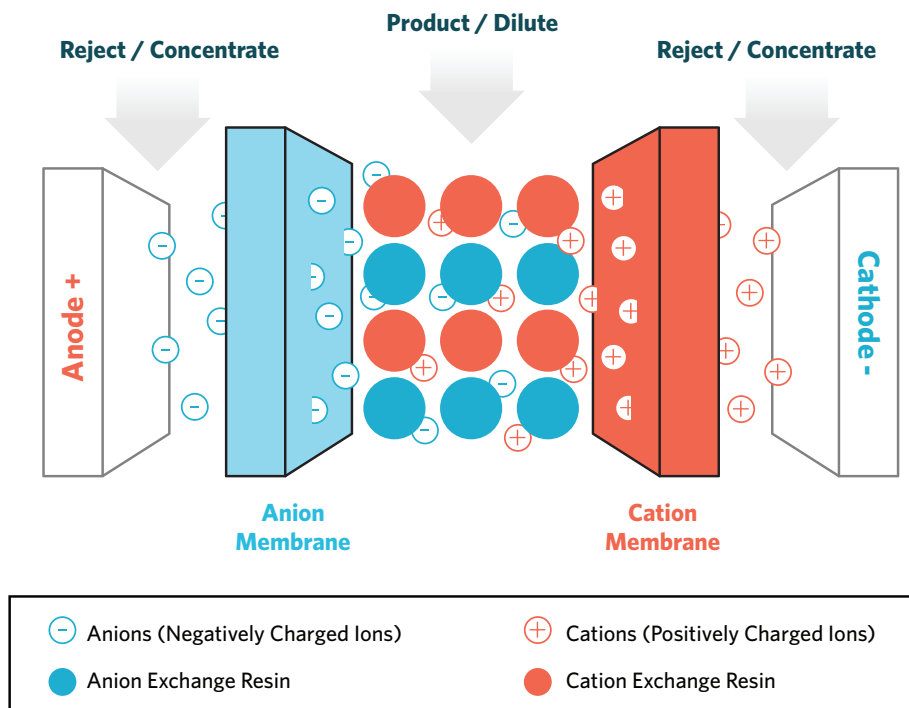 Product / Dilute
Reject / Concentrate
Reject / Concentrate
Anode +
Cathode -
Anion
Membrane
Cation
Membrane
Anions (Negatively Charged Ions)
Cations (Positively Charged Ions)
Anion Exchange Resin
Cation Exchange Resin